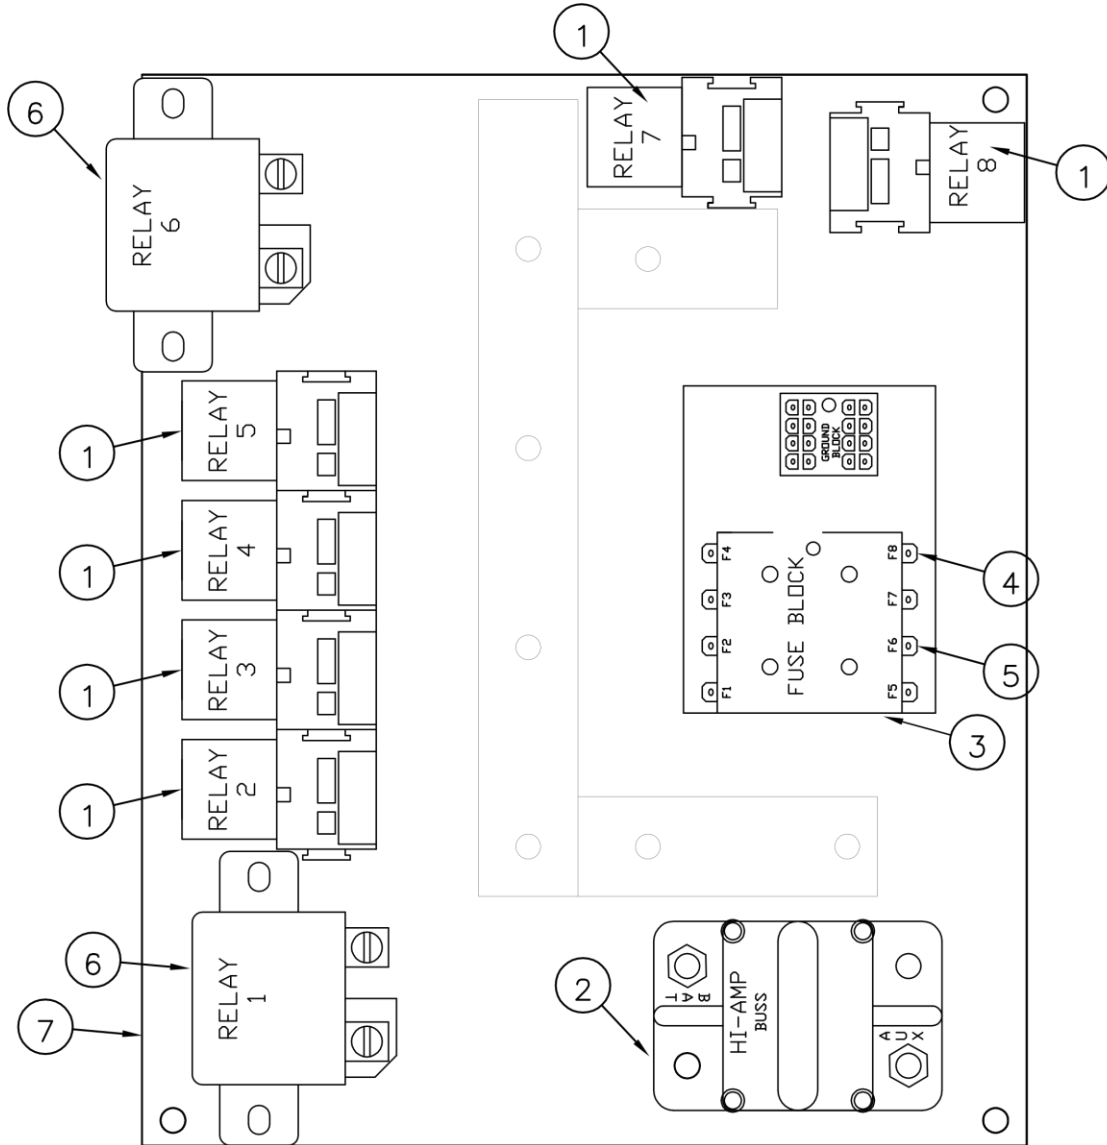 1
6
RELAY
6
RELAY
7
RELAY
8
1
1
RELAY
5
GROUND
BLOCK
1
RELAY
4
F4
F3
F2
F1
FUSE BLOCK
F8
F7
F6
F5
4
5
3
1
RELAY
3
1
RELAY
2
6
RELAY
1
7
2
BAT
HI-AMP
BUSS
AUX